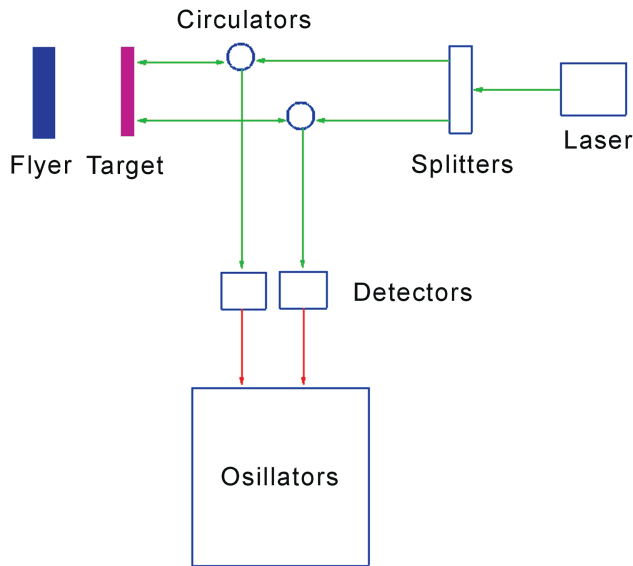 Circulators
Flyer
Target
Splitters
Laser
Detectors
Osillators